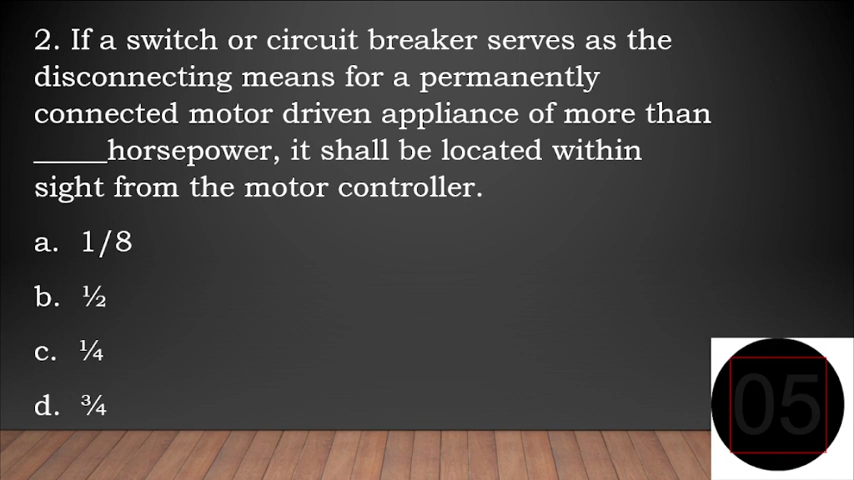 2. If a switch or circuit breaker serves as the
disconnecting means for a permanently
connected motor driven appliance of more than
_____horsepower, it shall be located within
sight from the motor controller.
a. 1/8
b. ½
c. ¼
d. ¾
05